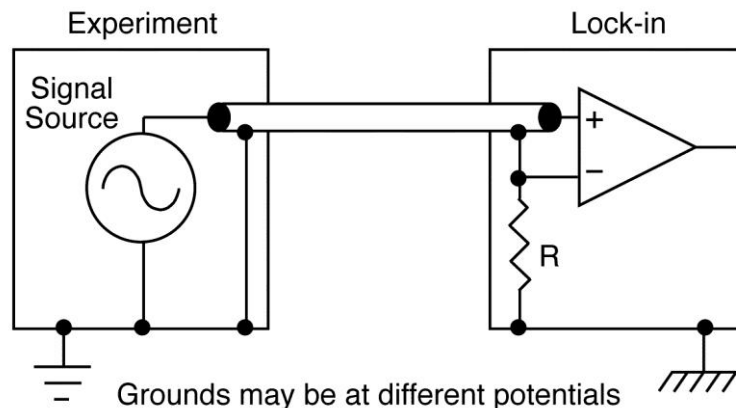 Experiment
Lock-in
Signal
Source
+
−
R
Grounds may be at different potentials